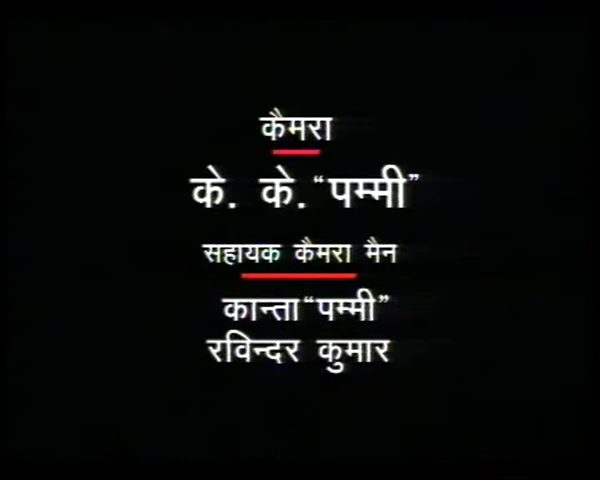 कैमरा
के. के. “पम्मी”
सहायक कैमरा मैन
कान्ता “पम्मी”
रविन्दर कुमार